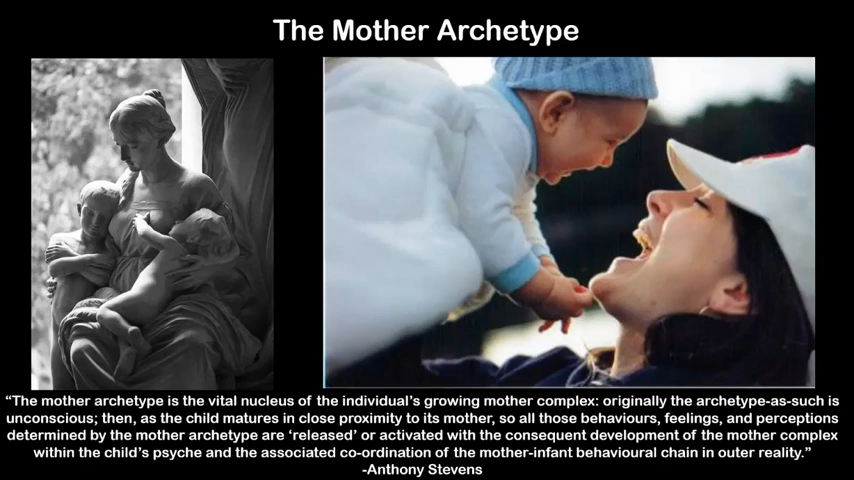 The Mother Archetype
“The mother archetype is the vital nucleus of the individual’s growing mother complex: originally the archetype-as-such is
unconscious; then, as the child matures in close proximity to its mother, so all those behaviours, feelings, and perceptions
determined by the mother archetype are ‘released’ or activated with the consequent development of the mother complex
within the child’s psyche and the associated co-ordination of the mother-infant behavioural chain in outer reality.”
-Anthony Stevens